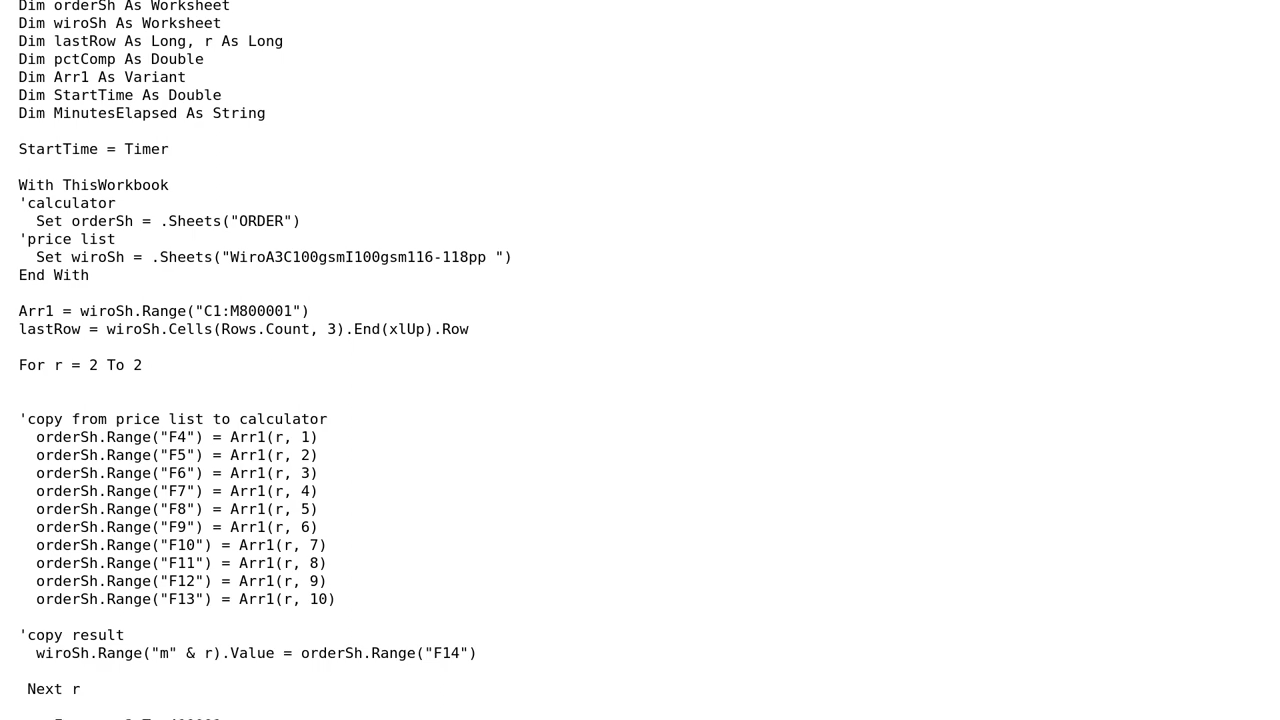 Dim orderSh As Worksheet
Dim wiroSh As Worksheet
Dim lastRow As Long, r As Long
Dim pctComp As Double
Dim Arr1 As Variant
Dim StartTime As Double
Dim MinutesElapsed As String
StartTime = Timer
With ThisWorkbook
'calculator
Set orderSh = .Sheets("ORDER")
'price list
Set wiroSh = .Sheets("WiroA3C100gsmI100gsm116-118pp ")
End With
Arr1 = wiroSh.Range("C1:M800001")
lastRow = wiroSh.Cells(Rows.Count, 3).End(xlUp).Row
For r = 2 To 2
'copy from price list to calculator
orderSh.Range("F4") = Arr1(r, 1)
orderSh.Range("F5") = Arr1(r, 2)
orderSh.Range("F6") = Arr1(r, 3)
orderSh.Range("F7") = Arr1(r, 4)
orderSh.Range("F8") = Arr1(r, 5)
orderSh.Range("F9") = Arr1(r, 6)
orderSh.Range("F10") = Arr1(r, 7)
orderSh.Range("F11") = Arr1(r, 8)
orderSh.Range("F12") = Arr1(r, 9)
orderSh.Range("F13") = Arr1(r, 10)
'copy result
wiroSh.Range("m" & r).Value = orderSh.Range("F14")
Next r